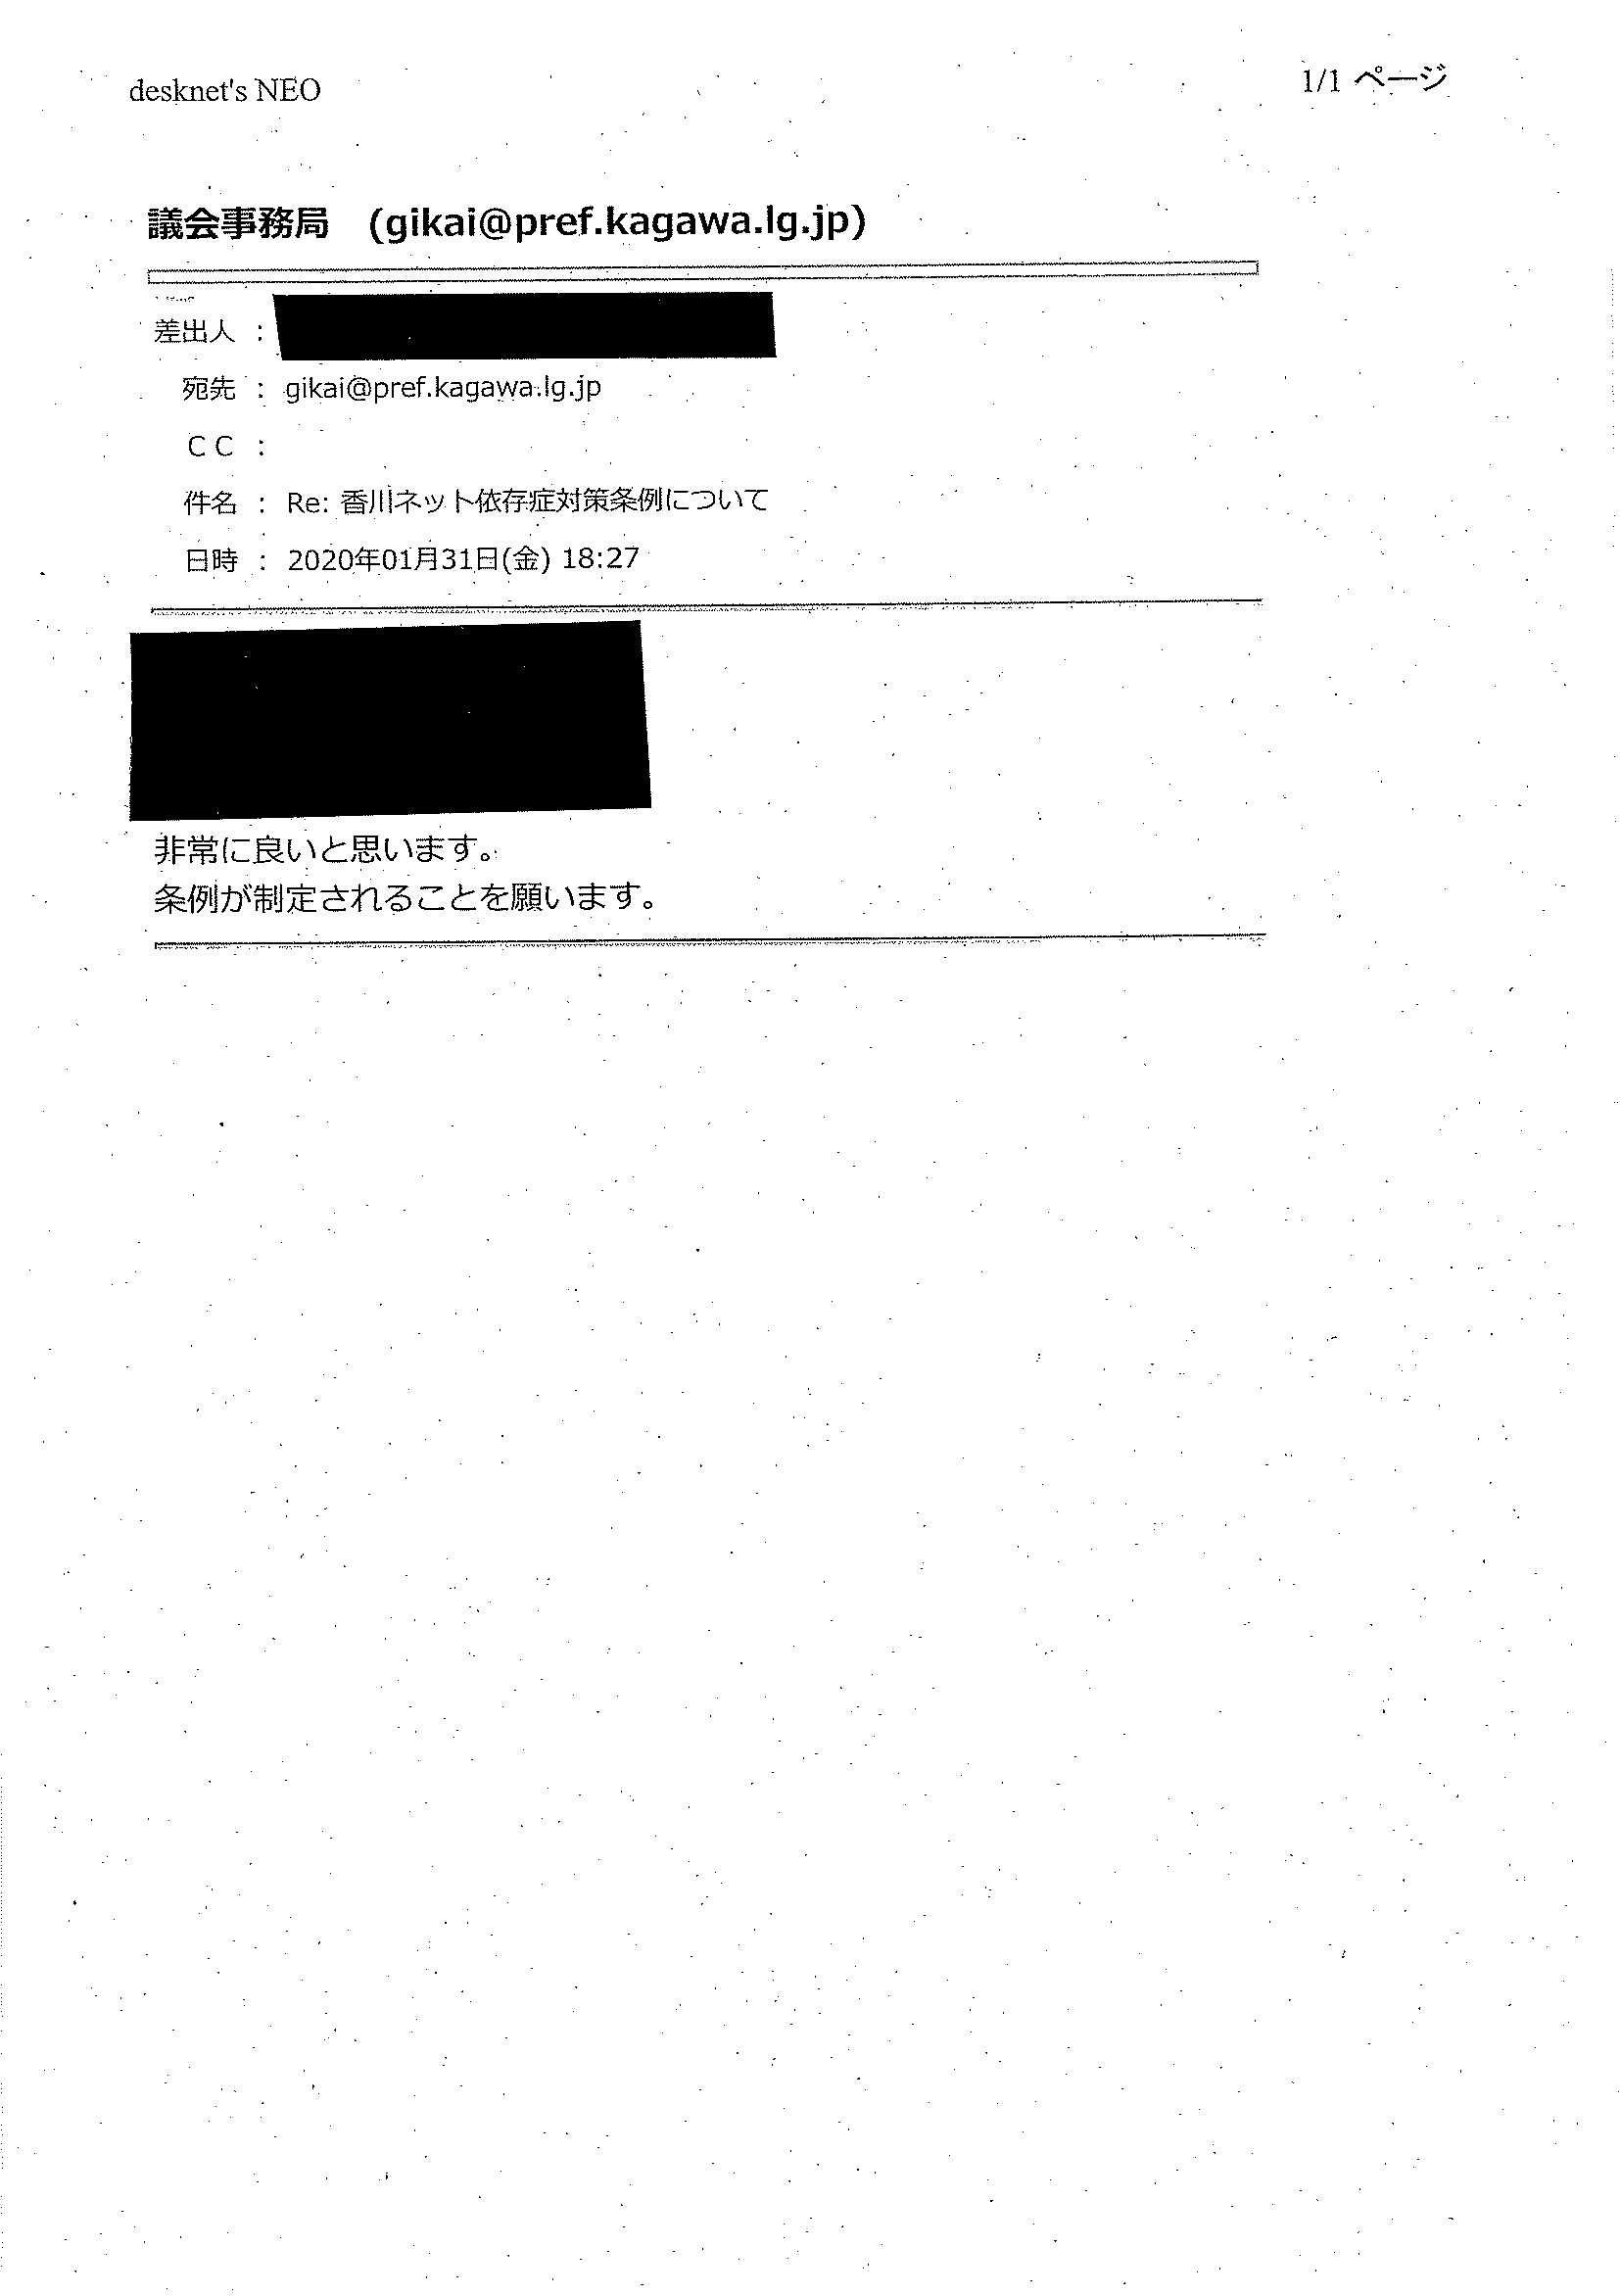 desknet's NEO
1/1 ページ
議会事務局 (gikai@pref.kagawa.lg.jp)
差出人 :
宛先 : gikai@pref.kagawa.lg.jp
ＣＣ :
件名 : Re: 香川ネット依存症対策条例について
日時 : 2020年01月31日(金) 18:27
非常に良いと思います。
条例が制定されることを願います。